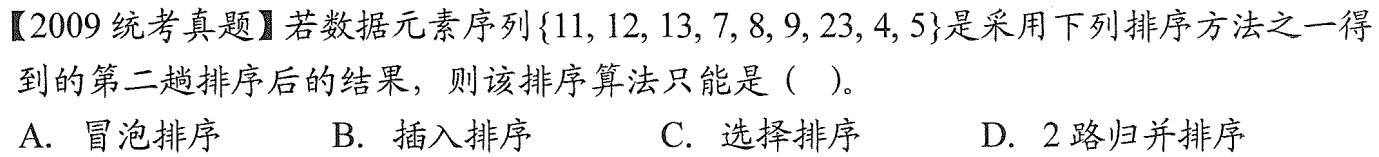 【2009 统考真题】若数据元素序列{11, 12, 13, 7, 8, 9, 23, 4, 5}是采用下列排序方法之一得
到的第二趟排序后的结果，则该排序算法只能是（  ）。
A. 冒泡排序 B. 插入排序 C. 选择排序 D. 2 路归并排序